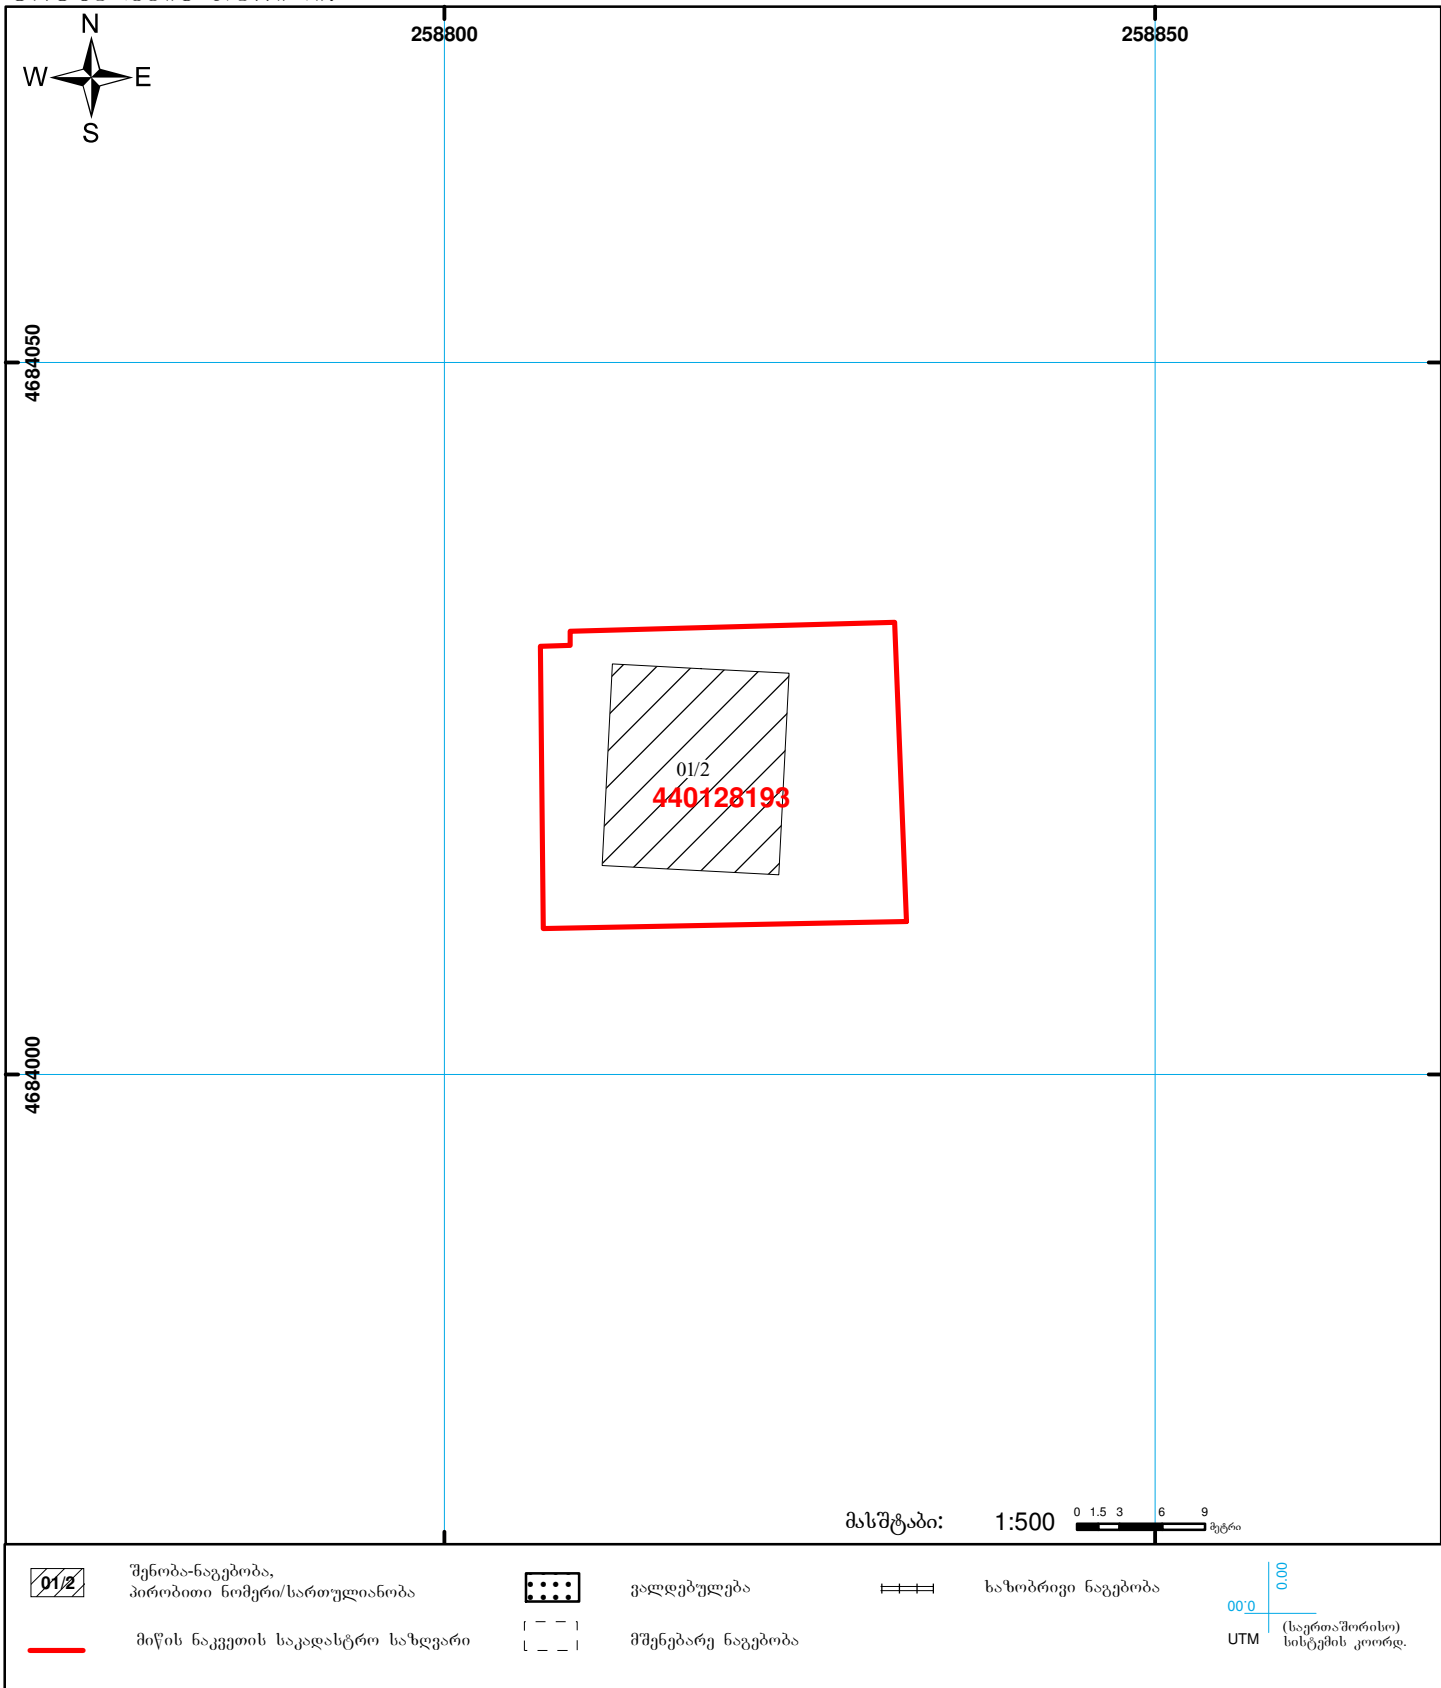 N
W E
S
258800 258850
4684050
4684000
01/2
440128193
მასშტაბი: 1:500 0 1.5 3 6 9 მეტრი
01/2 შენობა-ნაგებობა,
პირობითი ნომერი/სართულიანობა
ვალდებულება
ხაზობრივი ნაგებობა
მიწის ნაკვეთის საკადასტრო საზღვარი
მშენებარე ნაგებობა
00.0
00.0
UTM (საერთაშორისო)
სისტემის კოორდ.